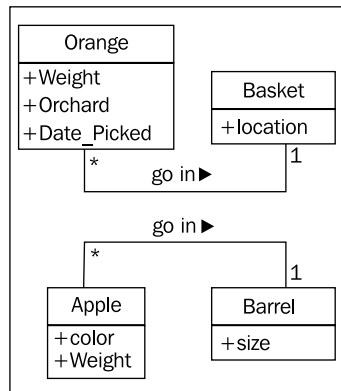 Orange
+Weight
+Orchard
+Date_Picked
Basket
+location
*
1
go in▶
go in▶
*
1
Apple
+color
+Weight
Barrel
+size